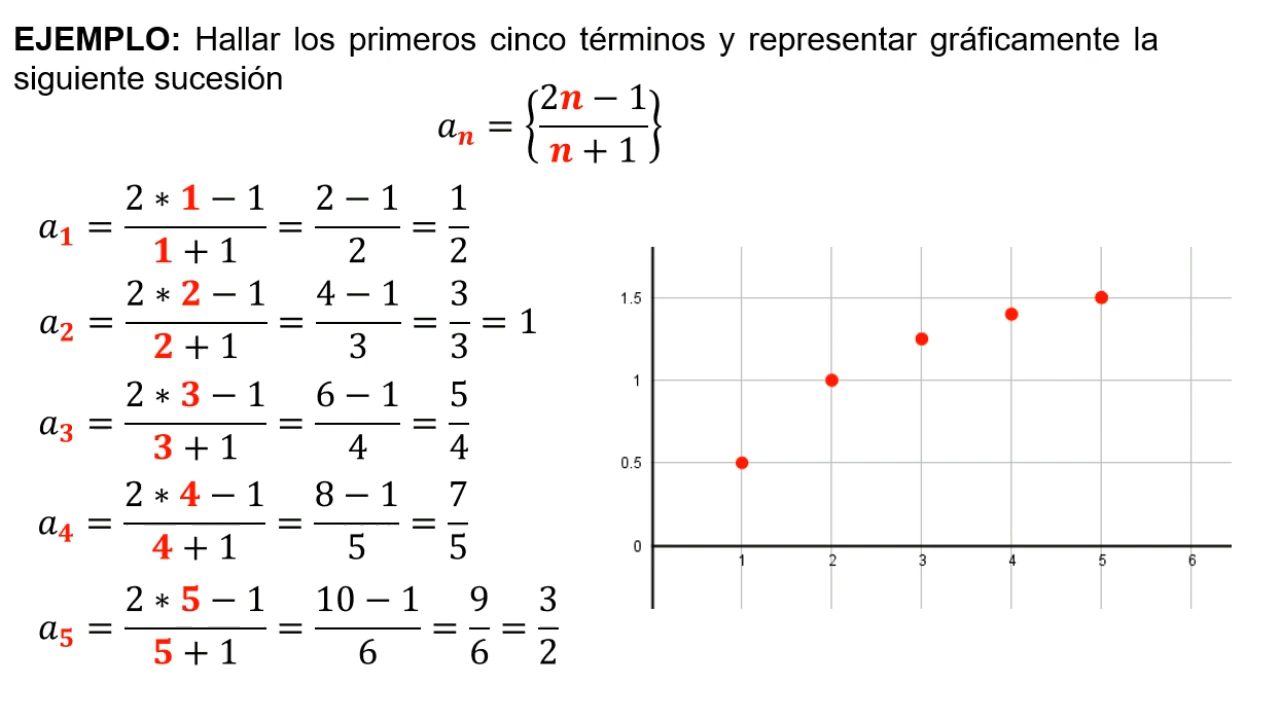 EJEMPLO: Hallar los primeros cinco términos y representar gráficamente la
siguiente sucesión
aₙ = {(2n − 1)/(n + 1)}
a₁ = (2 ∗ 1 − 1)/(1 + 1) = (2 − 1)/2 = 1/2
a₂ = (2 ∗ 2 − 1)/(2 + 1) = (4 − 1)/3 = 3/3 = 1
a₃ = (2 ∗ 3 − 1)/(3 + 1) = (6 − 1)/4 = 5/4
a₄ = (2 ∗ 4 − 1)/(4 + 1) = (8 − 1)/5 = 7/5
a₅ = (2 ∗ 5 − 1)/(5 + 1) = (10 − 1)/6 = 9/6 = 3/2
1.5
1
0.5
0
1 2 3 4 5 6